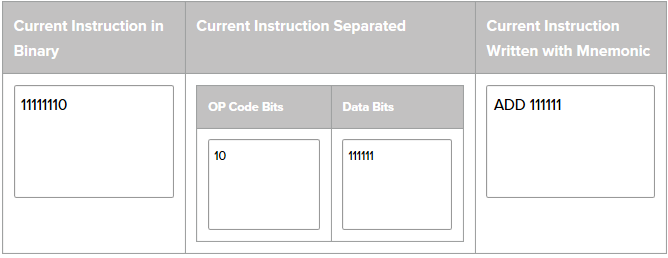 Current Instruction in
Binary
Current Instruction Separated
Current Instruction
Written with Mnemonic
11111110
OP Code Bits
Data Bits
10
111111
ADD 111111